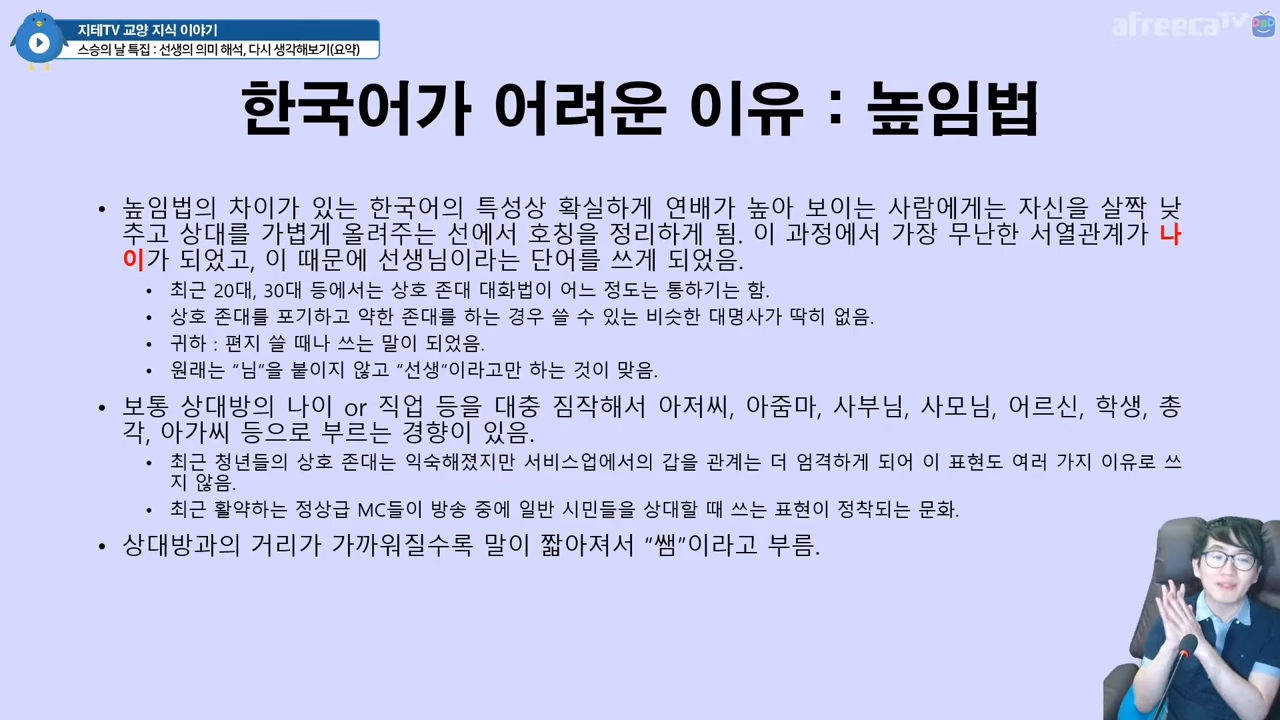 지테TV 교양 지식 이야기
스승의 날 특집 : 선생의 의미 해석, 다시 생각해보기(요약)
afreecaTV
한국어가 어려운 이유 : 높임법
• 높임법의 차이가 있는 한국어의 특성상 확실하게 연배가 높아 보이는 사람에게는 자신을 살짝 낮
추고 상대를 가볍게 올려주는 선에서 호칭을 정리하게 됨. 이 과정에서 가장 무난한 서열관계가 나
이가 되었고, 이 때문에 선생님이라는 단어를 쓰게 되었음.
• 최근 20대, 30대 등에서는 상호 존대 대화법이 어느 정도는 통하기는 함.
• 상호 존대를 포기하고 약한 존대를 하는 경우 쓸 수 있는 비슷한 대명사가 딱히 없음.
• 귀하 : 편지 쓸 때나 쓰는 말이 되었음.
• 원래는 “님”을 붙이지 않고 “선생”이라고만 하는 것이 맞음.
• 보통 상대방의 나이 or 직업 등을 대충 짐작해서 아저씨, 아줌마, 사부님, 사모님, 어르신, 학생, 총
각, 아가씨 등으로 부르는 경향이 있음.
• 최근 청년들의 상호 존대는 익숙해졌지만 서비스업에서의 갑을 관계는 더 엄격하게 되어 이 표현도 여러 가지 이유로 쓰
지 않음.
• 최근 활약하는 정상급 MC들이 방송 중에 일반 시민들을 상대할 때 쓰는 표현이 정착되는 문화.
• 상대방과의 거리가 가까워질수록 말이 짧아져서 “쌤”이라고 부름.